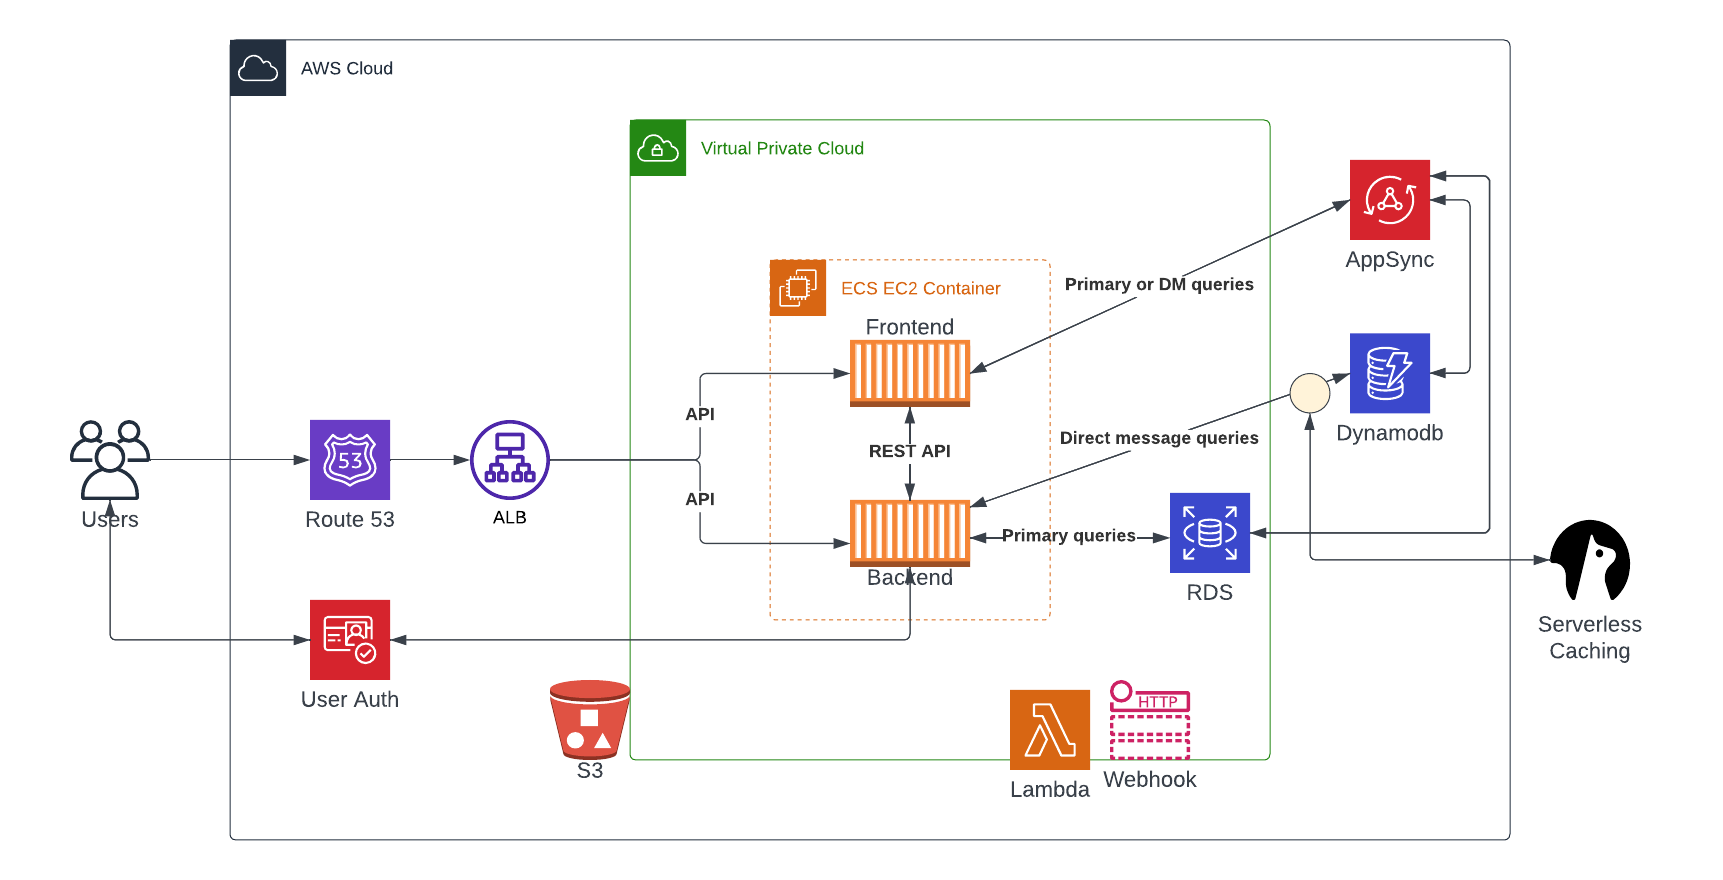 AWS Cloud
Virtual Private Cloud
AppSync
Primary or DM queries
ECS EC2 Container
Frontend
API
Dynamodb
Direct message queries
REST API
53
Users
Route 53
ALB
API
Primary queries
Backend
RDS
Serverless
Caching
User Auth
HTTP
S3
Lambda
Webhook